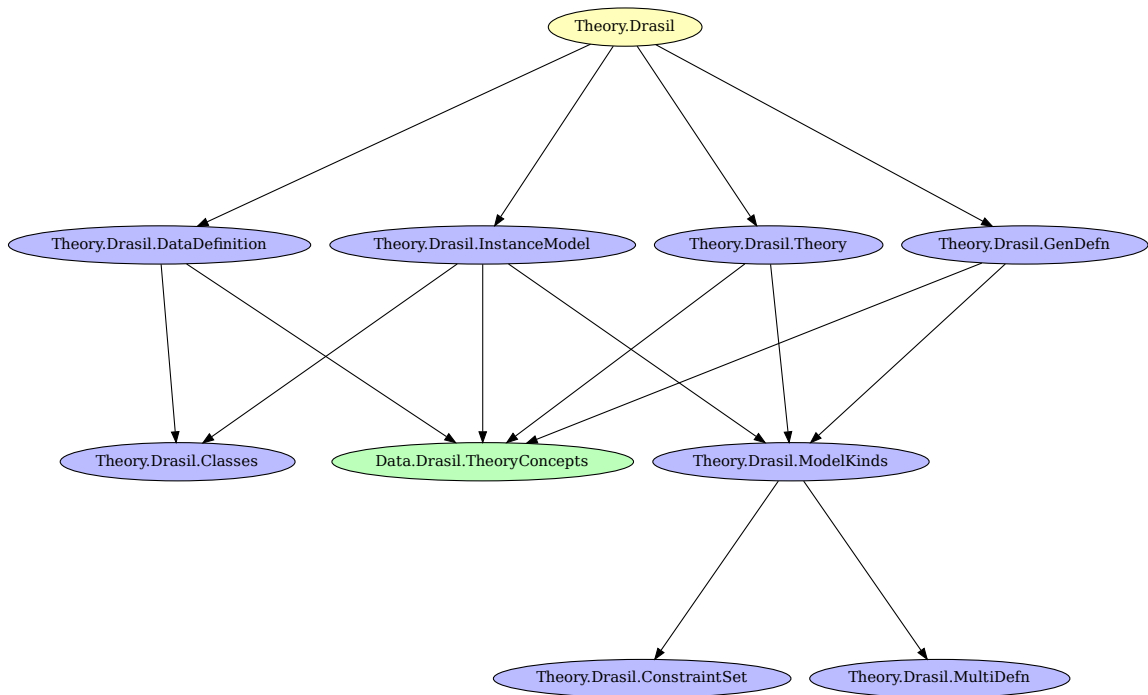 Theory.Drasil
Theory.Drasil.DataDefinition
Theory.Drasil.InstanceModel
Theory.Drasil.Theory
Theory.Drasil.GenDefn
Theory.Drasil.Classes
Data.Drasil.TheoryConcepts
Theory.Drasil.ModelKinds
Theory.Drasil.ConstraintSet
Theory.Drasil.MultiDefn